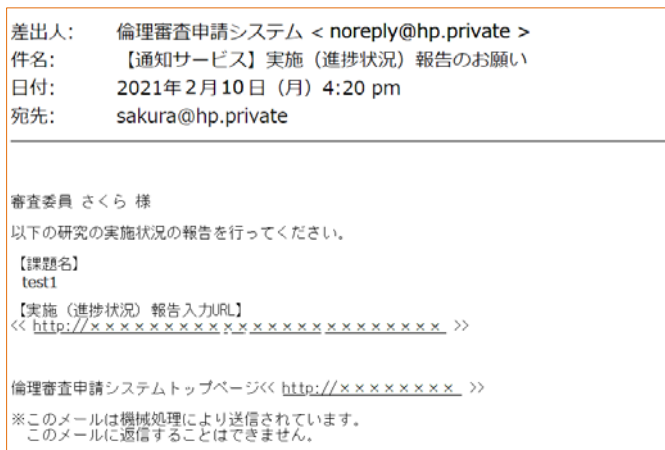 差出人: 倫理審査申請システム < noreply@hp.private >
件名: 【通知サービス】実施（進捗状況）報告のお願い
日付: 2021年2月10日（月）4:20 pm
宛先: sakura@hp.private
審査委員 さくら 様
以下の研究の実施状況の報告を行ってください。
【課題名】
test1
【実施（進捗状況）報告入力URL】
<< http://××××××××××××××××××××××××× >>
倫理審査申請システムトップページ<< http://×××××××× >>
※このメールは機械処理により送信されています。
このメールに返信することはできません。